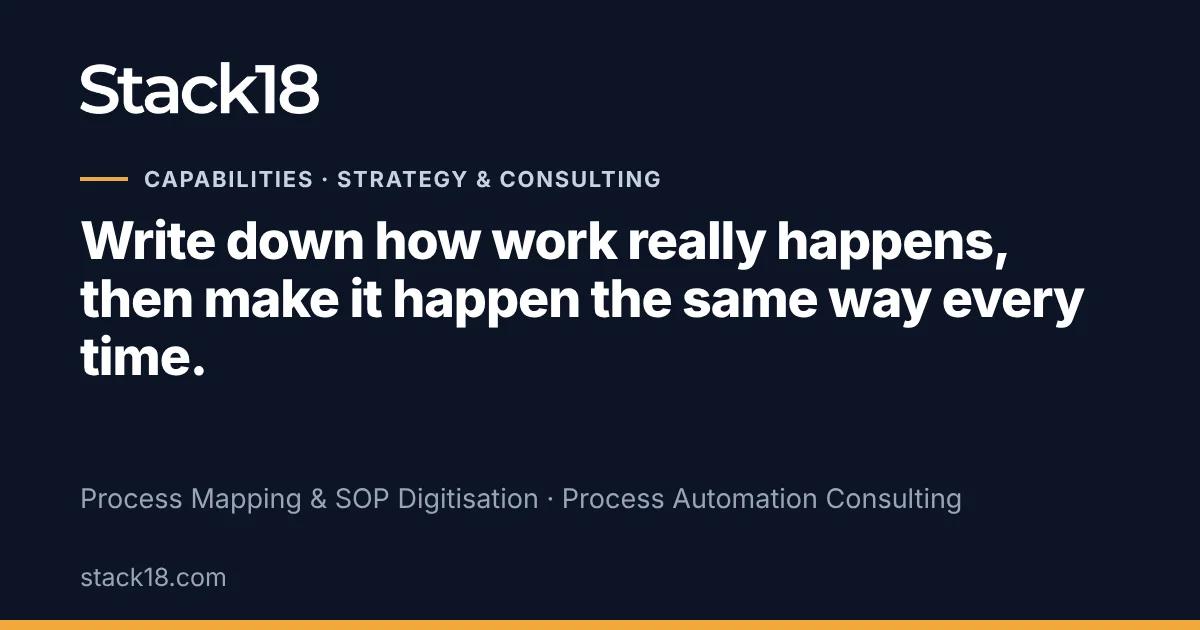 Stack18
CAPABILITIES · STRATEGY & CONSULTING
Write down how work really happens,
then make it happen the same way every
time.
Process Mapping & SOP Digitisation · Process Automation Consulting
stack18.com